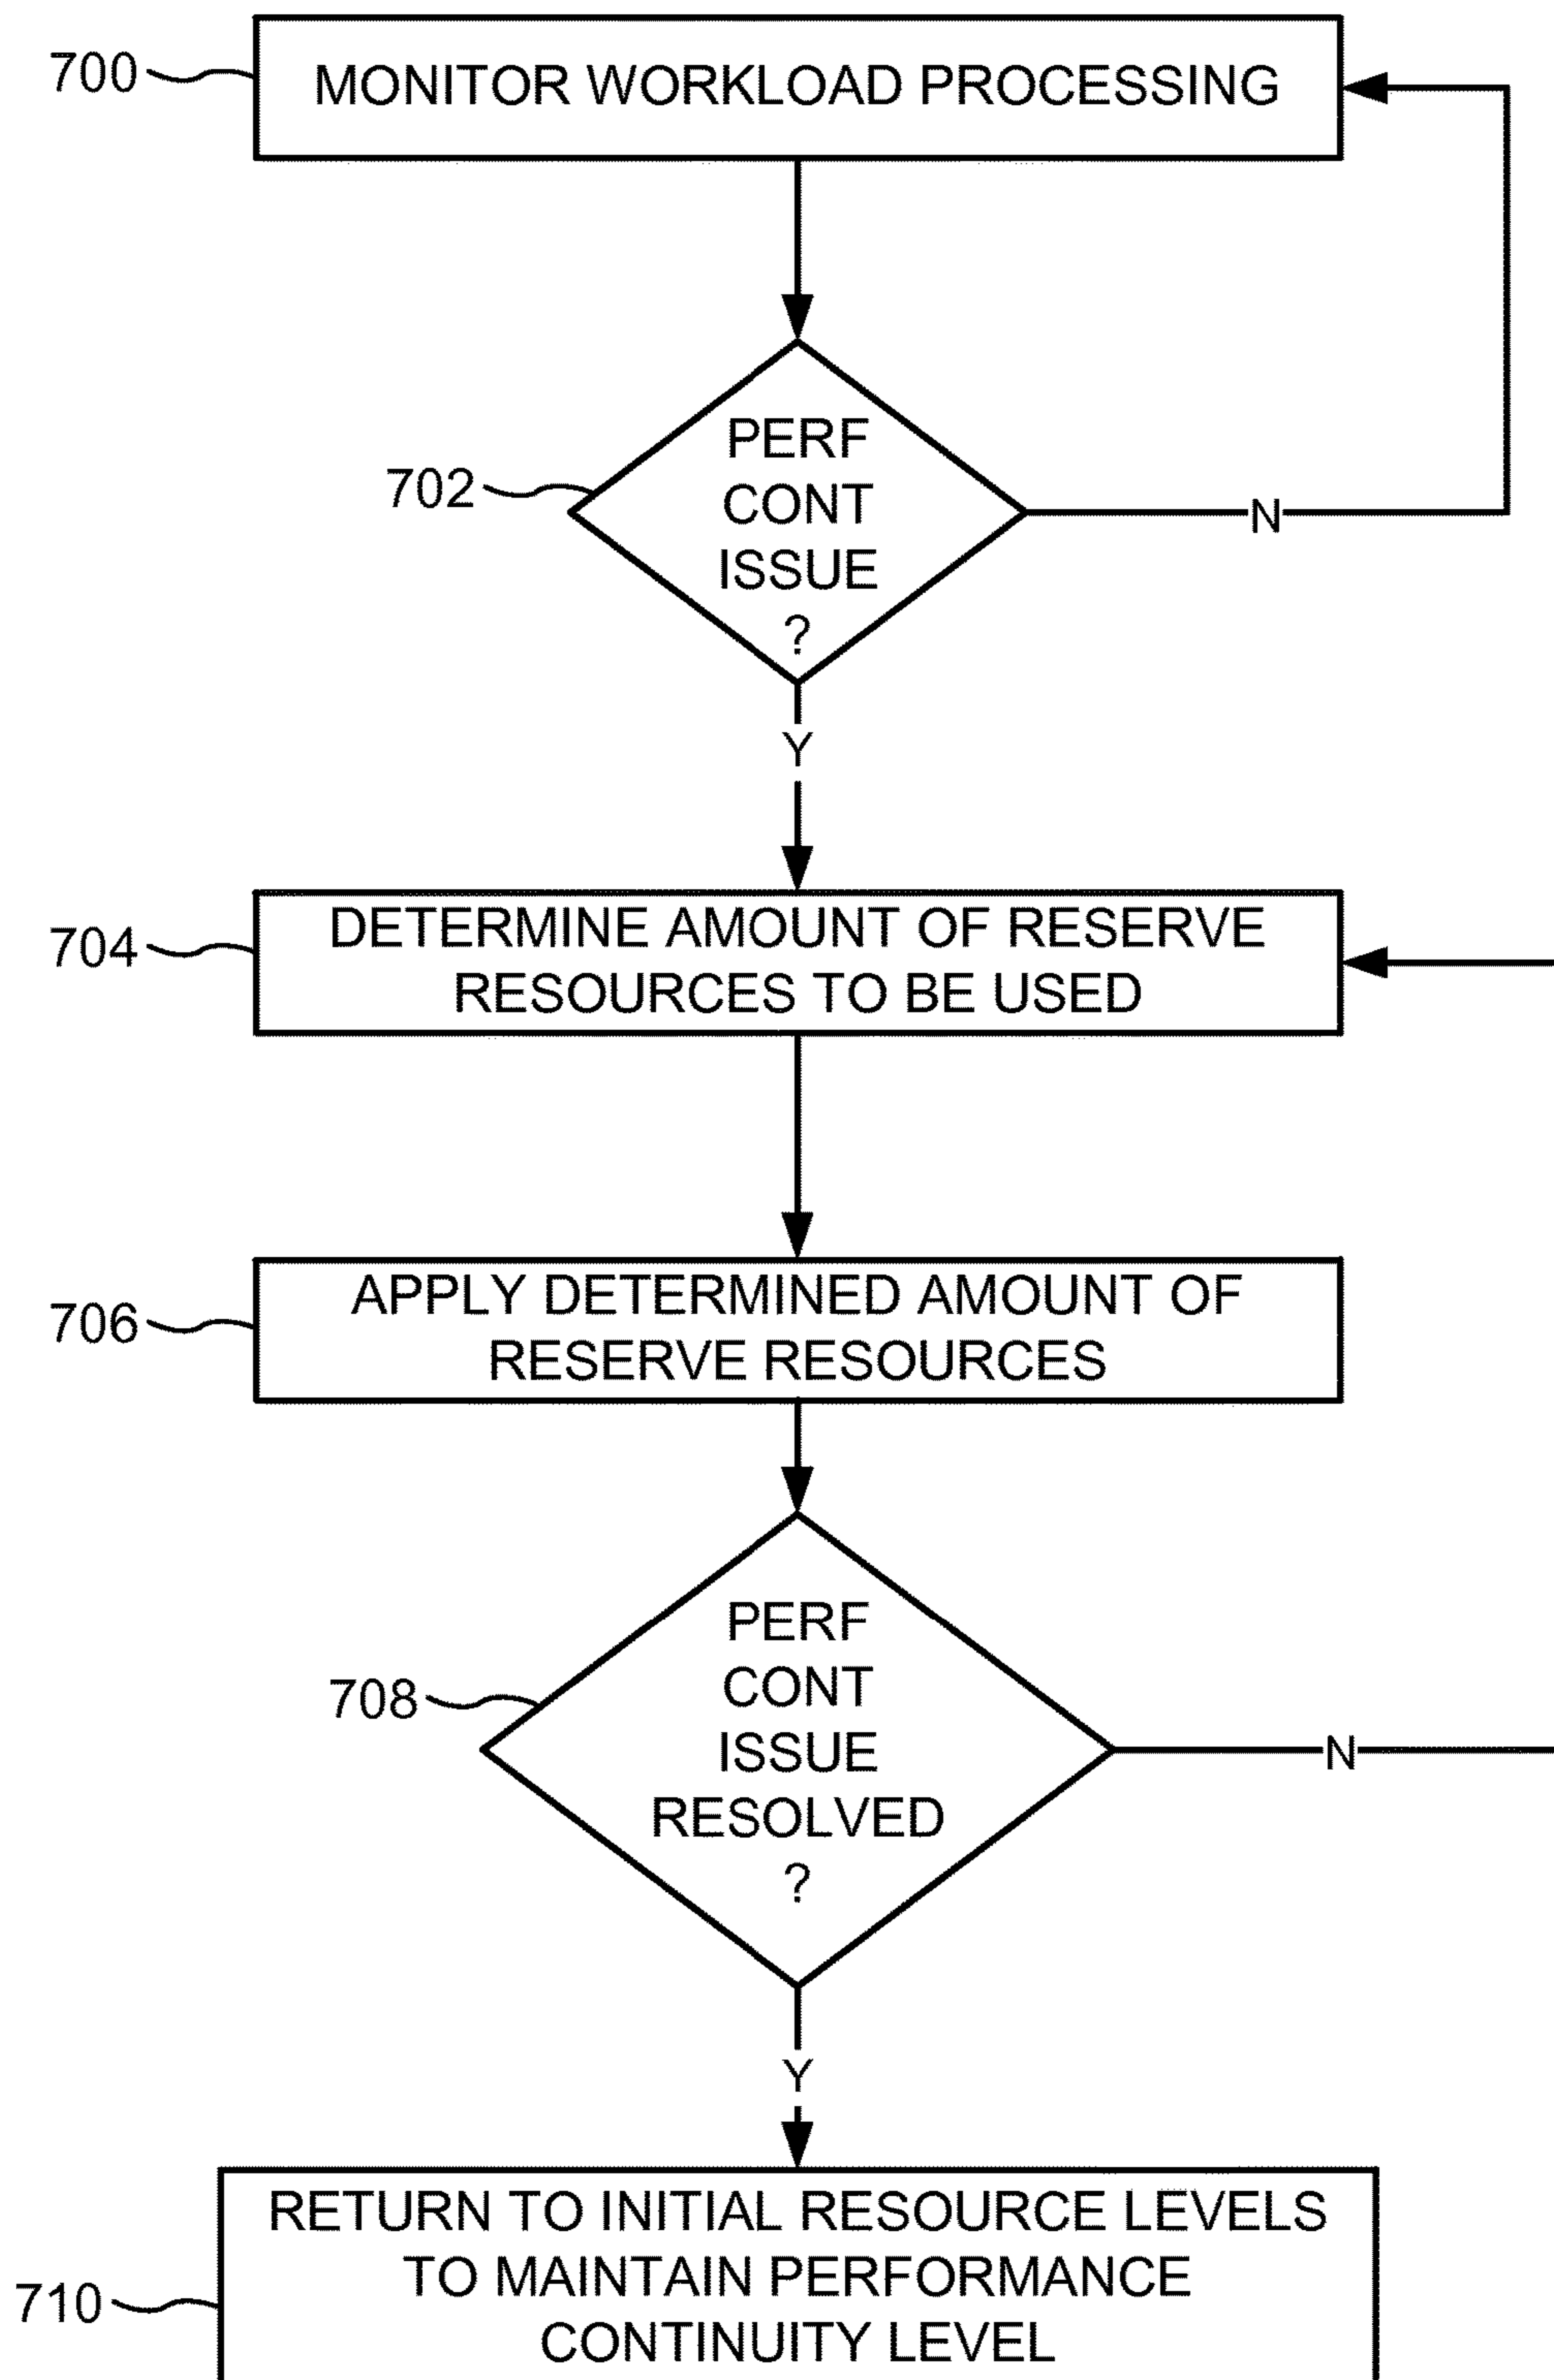 700
MONITOR WORKLOAD PROCESSING
702
PERF
CONT
ISSUE
?
N
Y
704
DETERMINE AMOUNT OF RESERVE
RESOURCES TO BE USED
706
APPLY DETERMINED AMOUNT OF
RESERVE RESOURCES
708
PERF
CONT
ISSUE
RESOLVED
?
N
Y
710
RETURN TO INITIAL RESOURCE LEVELS
TO MAINTAIN PERFORMANCE
CONTINUITY LEVEL